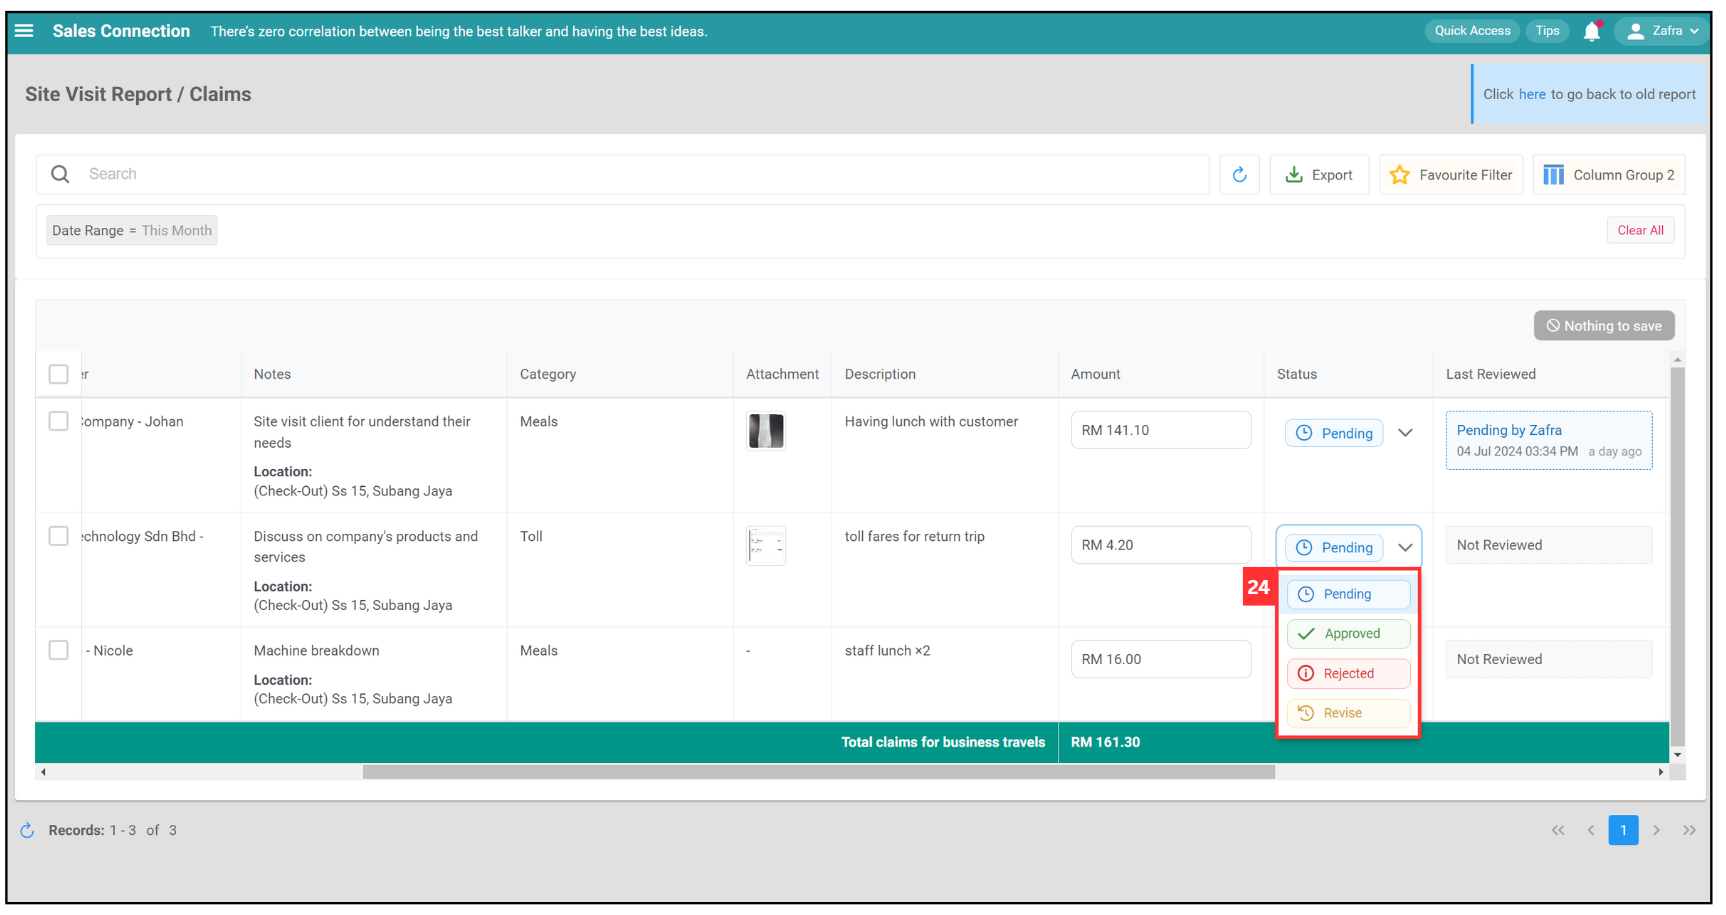 Sales Connection There's zero correlation between being the best talker and having the best ideas. Quick Access Tips Zafra
Site Visit Report / Claims
Click here to go back to old report
Search Export Favourite Filter Column Group 2
Date Range = This Month Clear All
Nothing to save
er Notes Category Attachment Description Amount Status Last Reviewed
Company - Johan Site visit client for understand their Meals Having lunch with customer RM 141.10 Pending Pending by Zafra
needs 04 Jul 2024 03:34 PM a day ago
Location:
(Check-Out) Ss 15, Subang Jaya
echnology Sdn Bhd - Discuss on company's products and Toll toll fares for return trip RM 4.20 Pending Not Reviewed
services
Location:
(Check-Out) Ss 15, Subang Jaya
24 Pending
Approved
Rejected
Revise
- Nicole Machine breakdown Meals - staff lunch ×2 RM 16.00 Not Reviewed
Location:
(Check-Out) Ss 15, Subang Jaya
Total claims for business travels RM 161.30
Records: 1 - 3 of 3 1